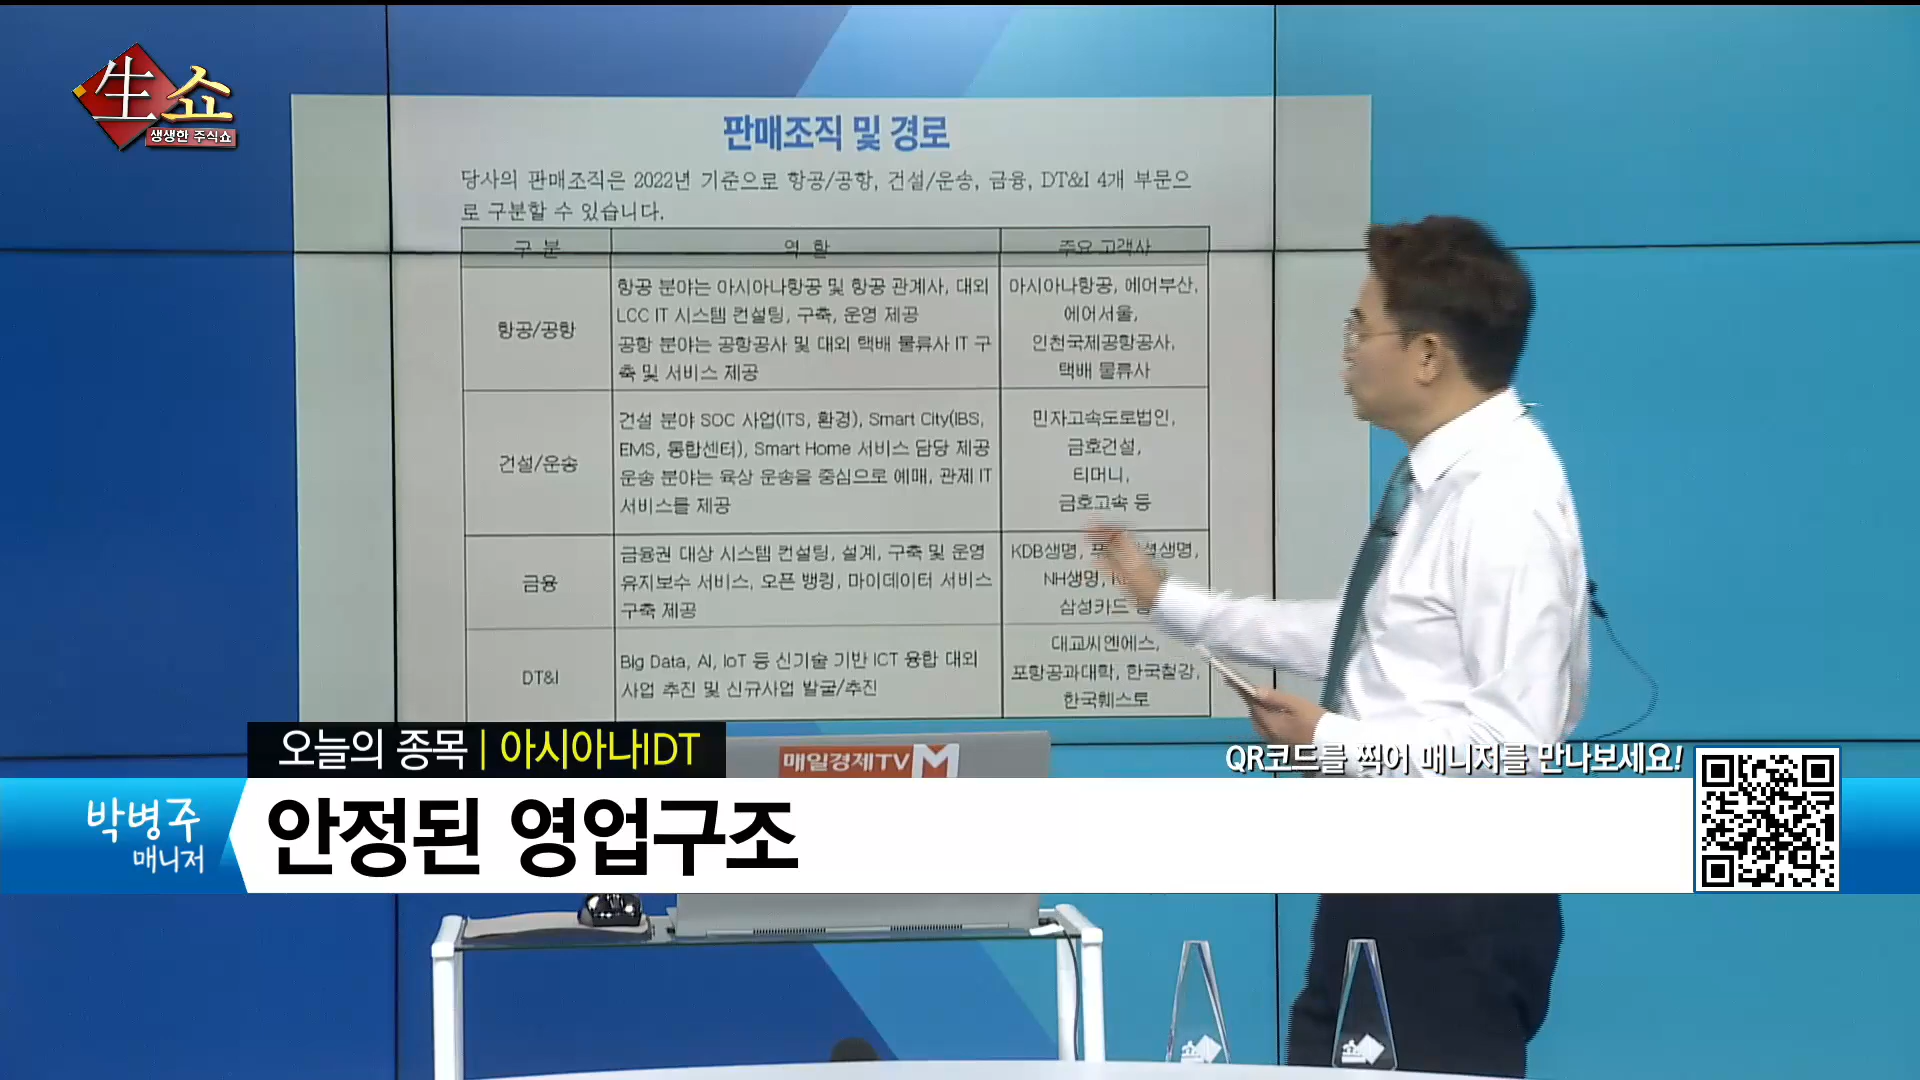 生쇼
생생한 주식쇼
판매조직 및 경로
당사의 판매조직은 2022년 기준으로 항공/공항, 건설/운송, 금융, DT&I 4개 부문으
로 구분할 수 있습니다.
구 분 역 할 주요 고객사
항공/공항
항공 분야는 아시아나항공 및 항공 관계사, 대외
LCC IT 시스템 컨설팅, 구축, 운영 제공
공항 분야는 공항공사 및 대외 택배 물류사 IT 구
축 및 서비스 제공
아시아나항공, 에어부산,
에어서울,
인천국제공항공사,
택배 물류사
건설/운송
건설 분야 SOC 사업(ITS, 환경), Smart City(IBS,
EMS, 통합센터), Smart Home 서비스 담당 제공
운송 분야는 육상 운송을 중심으로 예매, 관제 IT
서비스를 제공
민자고속도로법인,
금호건설,
티머니,
금호고속 등
금융
금융권 대상 시스템 컨설팅, 설계, 구축 및 운영
유지보수 서비스, 오픈 뱅킹, 마이데이터 서비스
구축 제공
KDB생명,
NH생명,
삼성카드
DT&I
Big Data, AI, IoT 등 신기술 기반 ICT 융합 대외
사업 추진 및 신규사업 발굴/추진
대교씨엔에스,
포항공과대학, 한국철강,
한국훼스토
오늘의 종목 | 아시아나IDT
매일경제TV M
QR코드를 찍어 매니저를 만나보세요!
박병주
매니저
안정된 영업구조